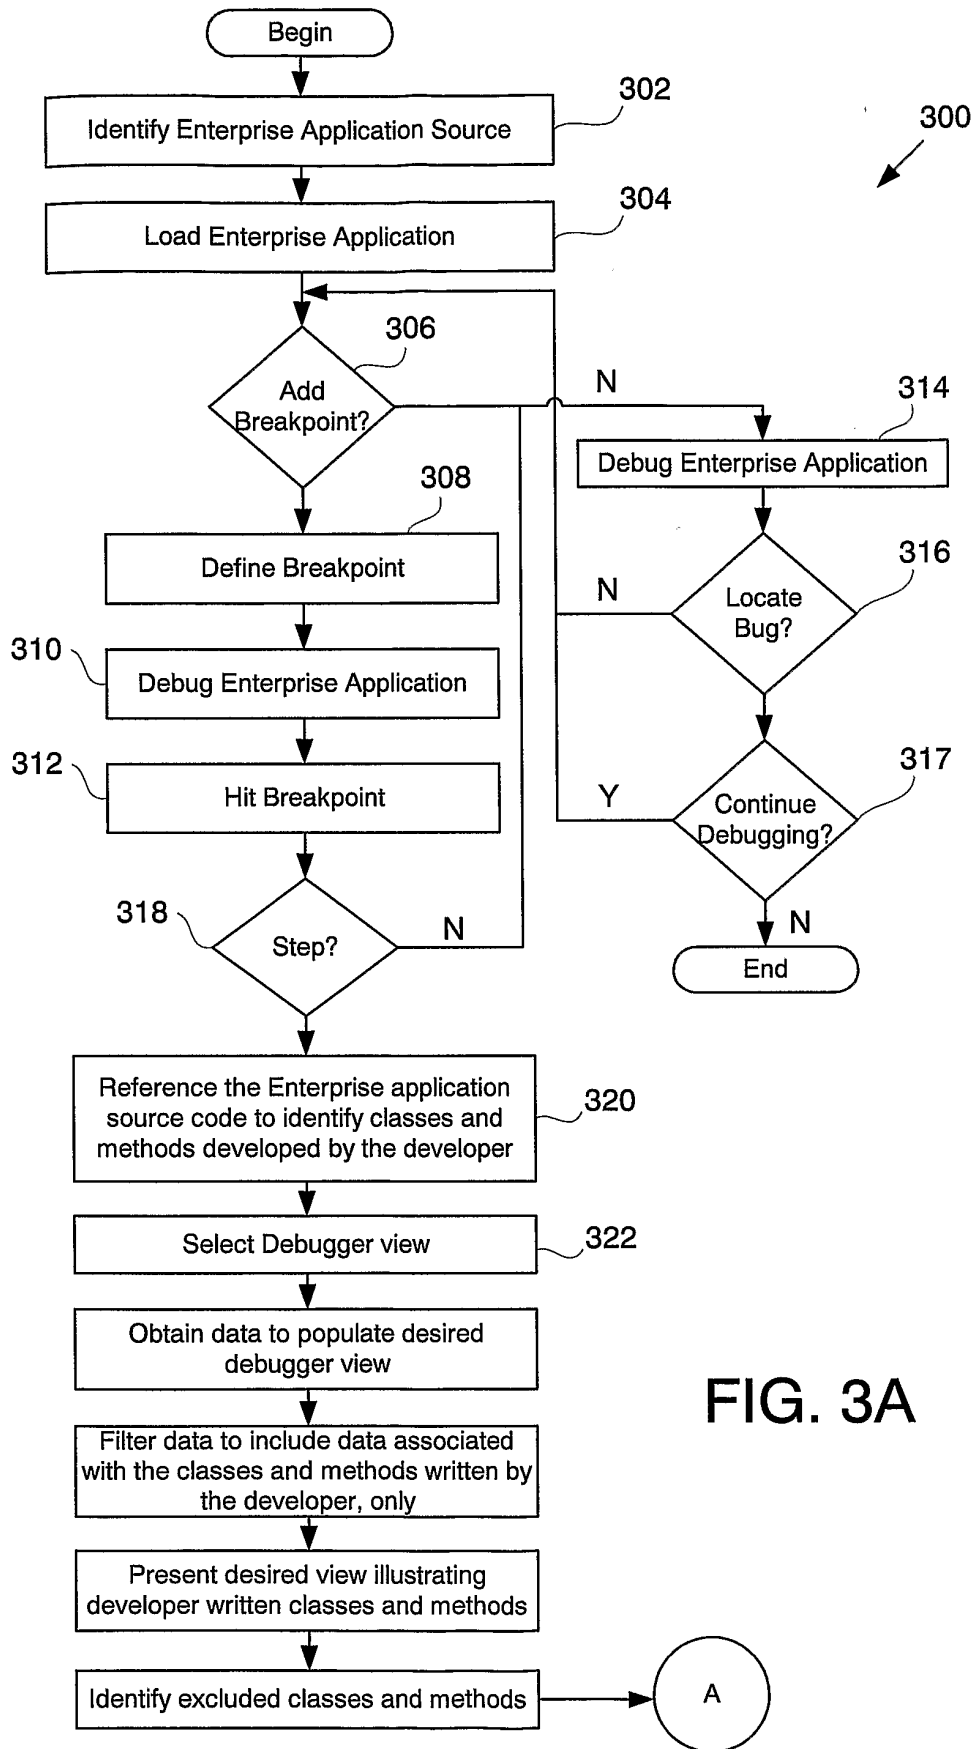 Begin
302
Identify Enterprise Application Source
300
304
Load Enterprise Application
306
Add
Breakpoint?
N
314
Debug Enterprise Application
308
Define Breakpoint
316
Locate
Bug?
N
310
Debug Enterprise Application
312
Hit Breakpoint
317
Continue
Debugging?
Y
N
End
318
Step?
N
Reference the Enterprise application
source code to identify classes and
methods developed by the developer
320
Select Debugger view
322
Obtain data to populate desired
debugger view
Filter data to include data associated
with the classes and methods written by
the developer, only
Present desired view illustrating
developer written classes and methods
Identify excluded classes and methods
A
FIG. 3A